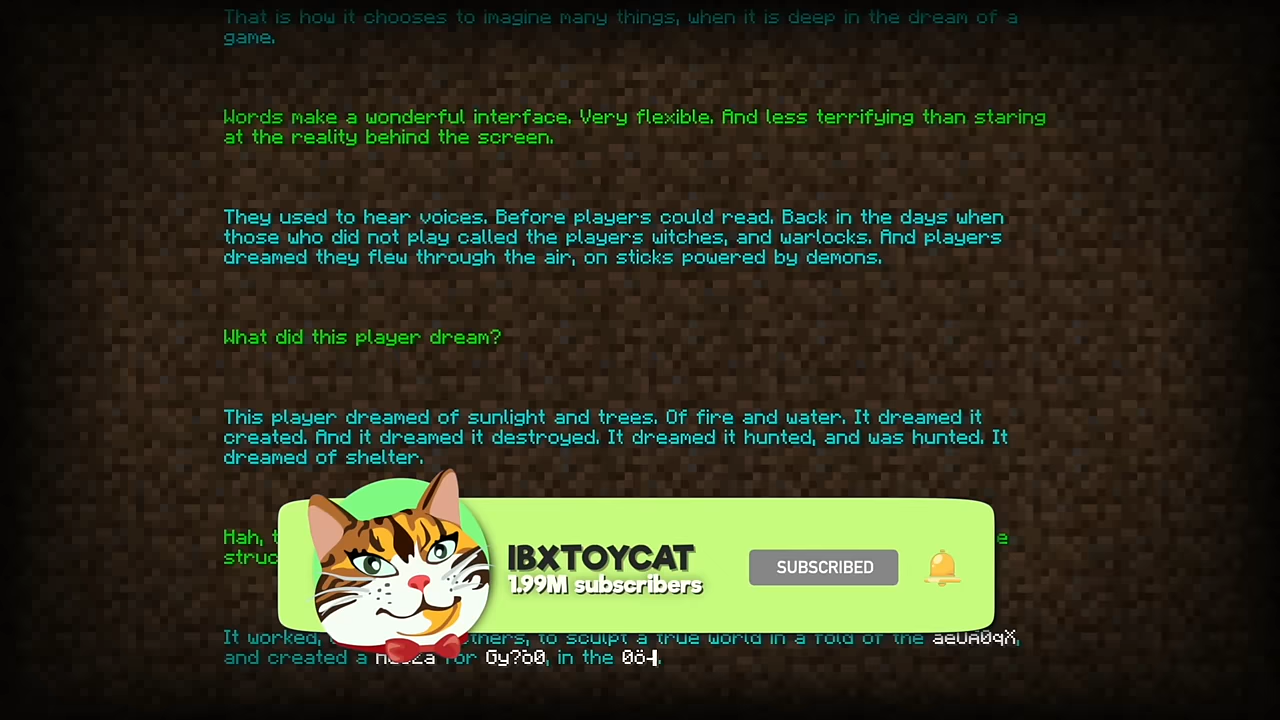 That is how it chooses to imagine many things, when it is deep in the dream of a
game.
Words make a wonderful interface. Very flexible. And less terrifying than staring
at the reality behind the screen.
They used to hear voices. Before players could read. Back in the days when
those who did not play called the players witches, and warlocks. And players
dreamed they flew through the air, on sticks powered by demons.
What did this player dream?
This player dreamed of sunlight and trees. Of fire and water. It dreamed it
created. And it dreamed it destroyed. It dreamed it hunted, and was hunted. It
dreamed of shelter.
Hah,
IBXTOYCAT
1.99M subscribers
SUBSCRIBED
It worked, to sculpt a true world in a fold of the
and created a for Gy?ò0, in the